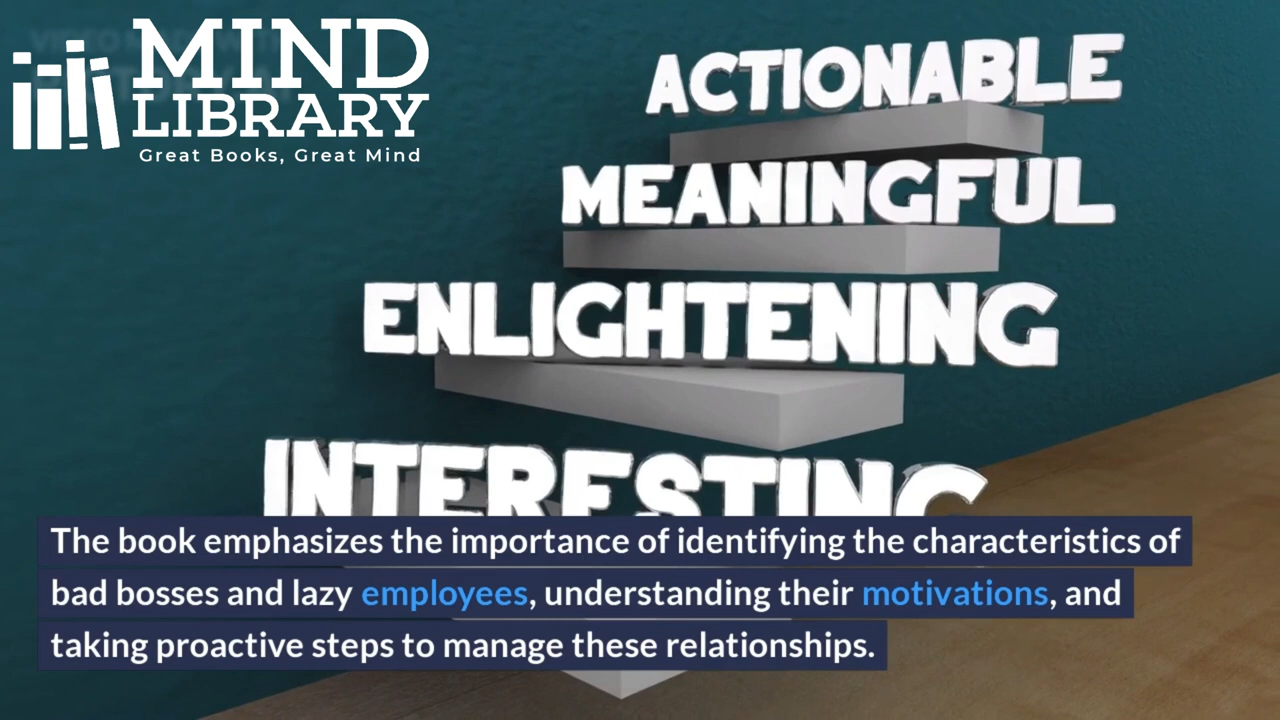 MIND
LIBRARY
Great Books, Great Mind
ACTIONABLE
MEANINGFUL
ENLIGHTENING
INTERESTING
The book emphasizes the importance of identifying the characteristics of
bad bosses and lazy employees, understanding their motivations, and
taking proactive steps to manage these relationships.